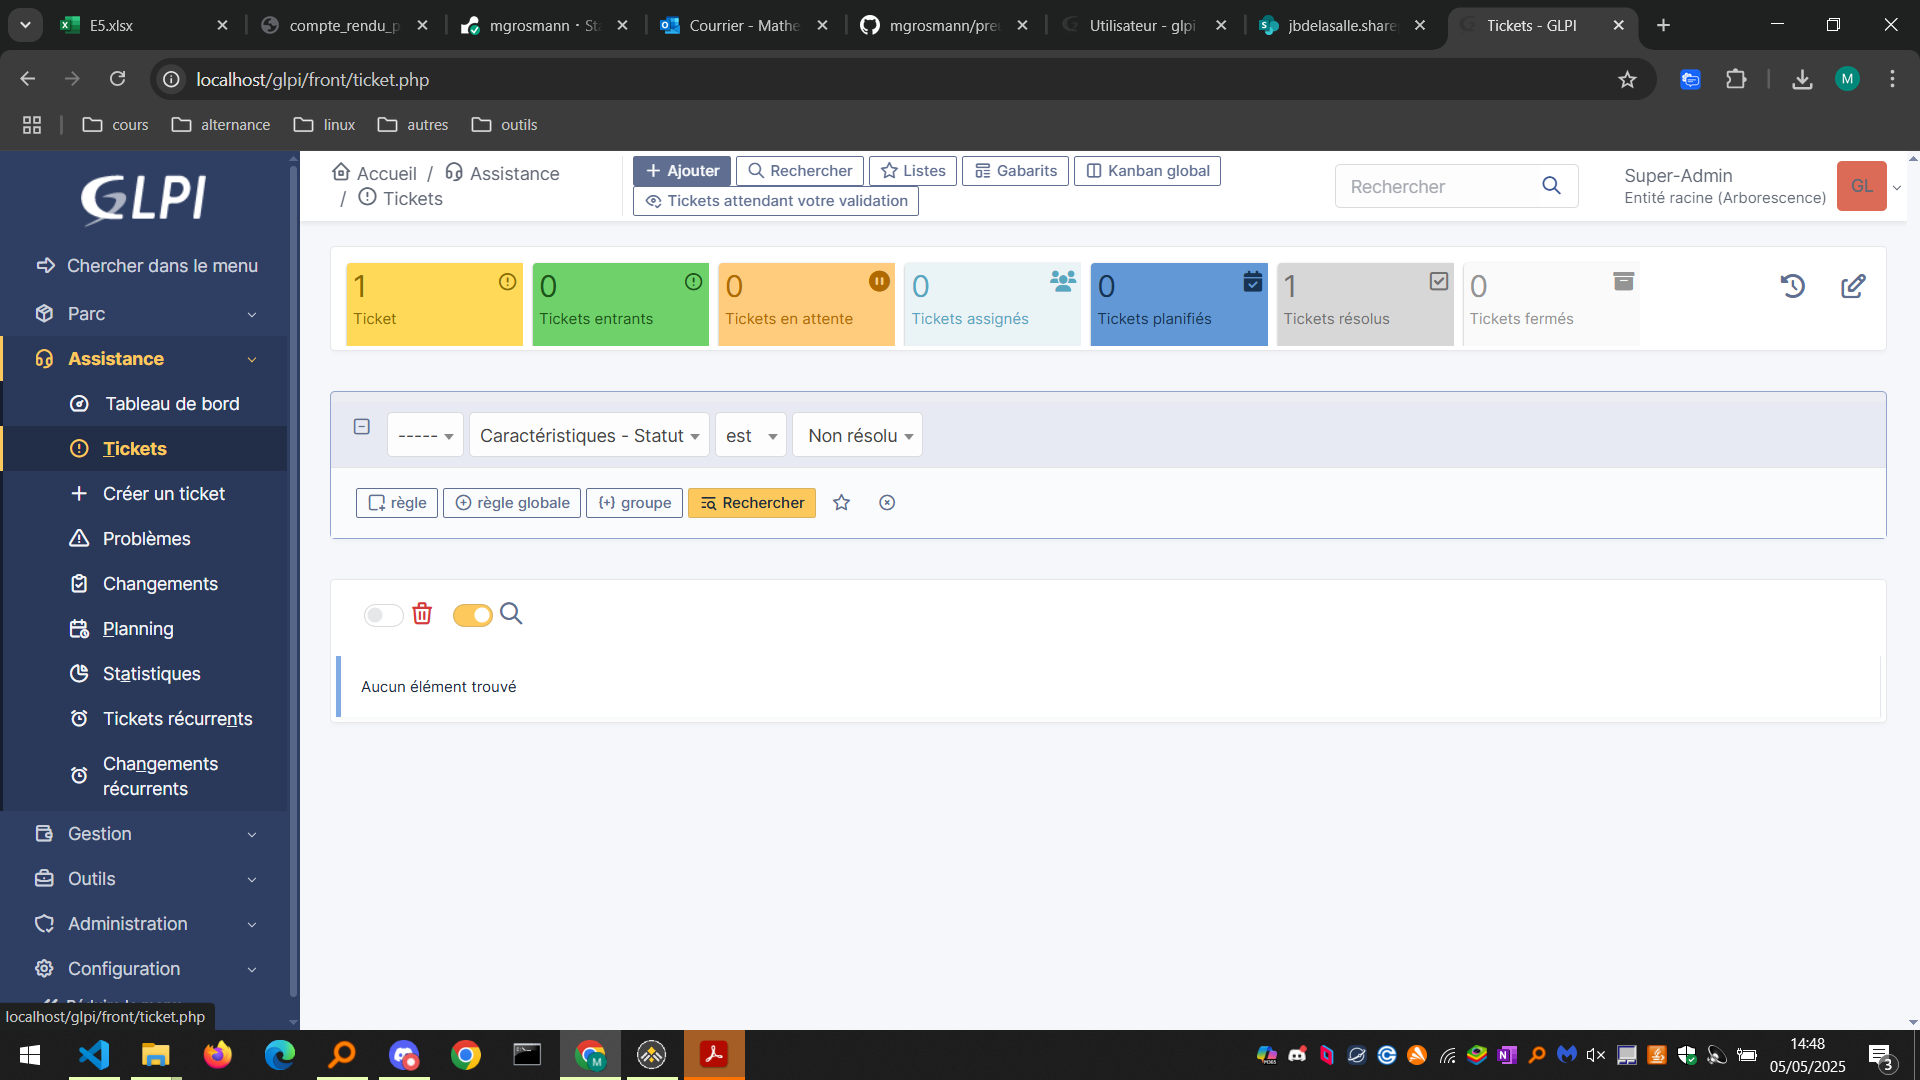 E5.xlsx
compte_rendu_p
mgrosmann · St
Courrier - Mathe
mgrosmann/pre
Utilisateur - glpi
jbdelasalle.share
Tickets - GLPI
localhost/glpi/front/ticket.php
M
cours
alternance
linux
autres
outils
GLPI
Chercher dans le menu
Parc
Assistance
Tableau de bord
Tickets
Créer un ticket
Problèmes
Changements
Planning
Statistiques
Tickets récurrents
Changements
récurrents
Gestion
Outils
Administration
Configuration
localhost/glpi/front/ticket.php
Accueil / Assistance
/ Tickets
+ Ajouter
Rechercher
Listes
Gabarits
Kanban global
Tickets attendant votre validation
Rechercher
Super-Admin
Entité racine (Arborescence)
GL
1
Ticket
0
Tickets entrants
0
Tickets en attente
0
Tickets assignés
0
Tickets planifiés
1
Tickets résolus
0
Tickets fermés
-----
Caractéristiques - Statut
est
Non résolu
règle
règle globale
{+} groupe
Rechercher
Aucun élément trouvé
14:48
05/05/2025
3